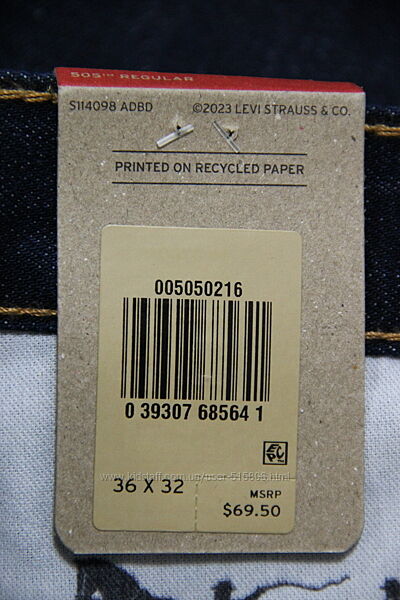 505™ REGULAR
S114098 ADBD ©2023 LEVI STRAUSS & CO.
PRINTED ON RECYCLED PAPER
005050216
0 39307 68564 1
36 X 32
MSRP
$69.50